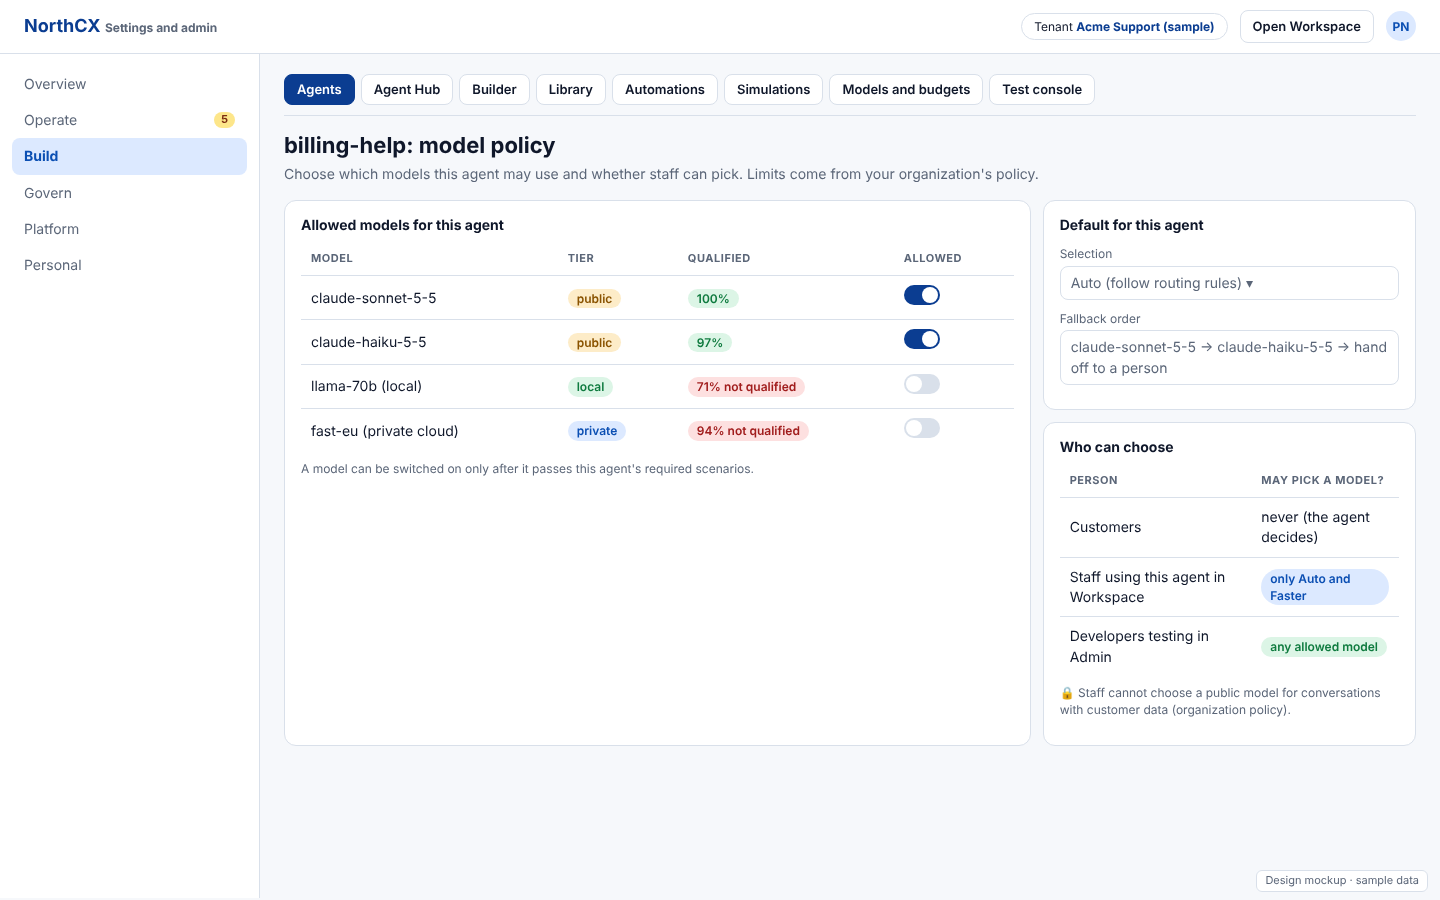 NorthCX Settings and admin
Tenant Acme Support (sample)
Open Workspace
PN
Overview
Operate 5
Build
Govern
Platform
Personal
Agents
Agent Hub
Builder
Library
Automations
Simulations
Models and budgets
Test console
billing-help: model policy
Choose which models this agent may use and whether staff can pick. Limits come from your organization's policy.
Allowed models for this agent
MODEL TIER QUALIFIED ALLOWED
claude-sonnet-5-5 public 100%
claude-haiku-5-5 public 97%
llama-70b (local) local 71% not qualified
fast-eu (private cloud) private 94% not qualified
A model can be switched on only after it passes this agent's required scenarios.
Default for this agent
Selection
Auto (follow routing rules) ▾
Fallback order
claude-sonnet-5-5 → claude-haiku-5-5 → hand
off to a person
Who can choose
PERSON MAY PICK A MODEL?
Customers never (the agent
decides)
Staff using this agent in only Auto and
Workspace Faster
Developers testing in any allowed model
Admin
🔒 Staff cannot choose a public model for conversations
with customer data (organization policy).
Design mockup · sample data